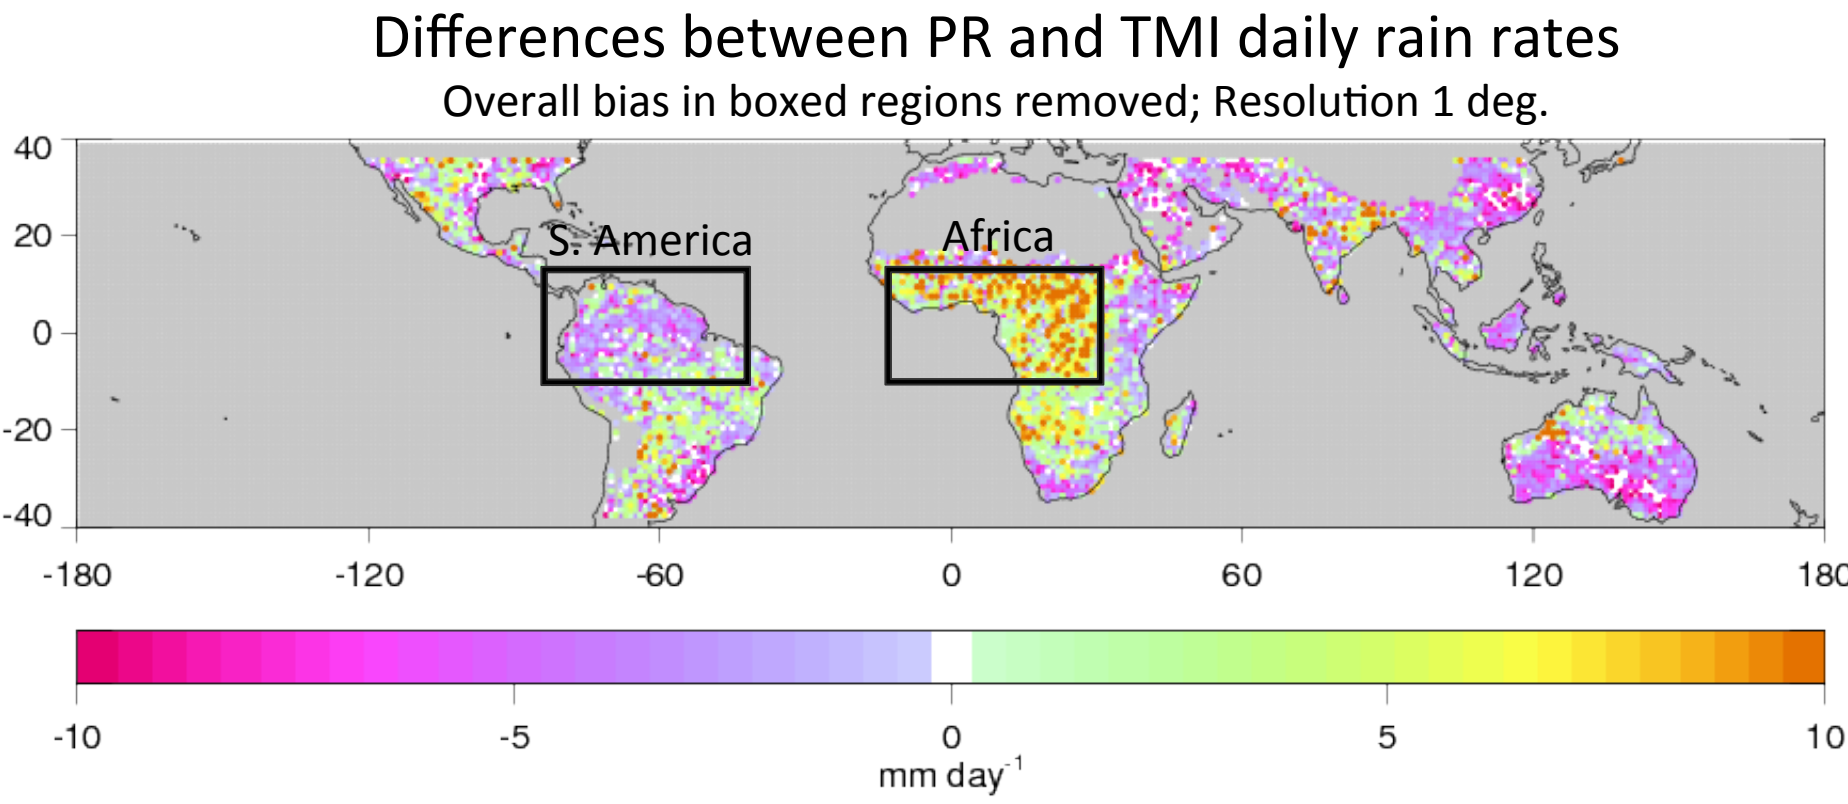 Differences between PR and TMI daily rain rates
Overall bias in boxed regions removed; Resolution 1 deg.
40
20
0
-20
-40
S. America
Africa
-180 -120 -60 0 60 120 180
-10 -5 0 5 10
mm day⁻¹